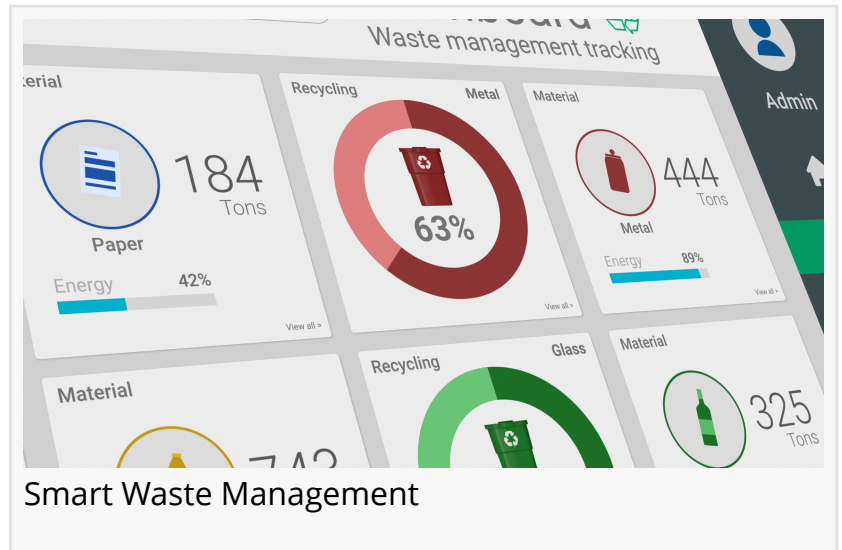 Waste management tracking
Admin
Paper
184
Tons
Energy 42%
View all >
Recycling Metal
63%
View all >
Material
Metal
444
Tons
Energy 89%
View all >
Material
Recycling Glass
Material
325
Tons
Smart Waste Management